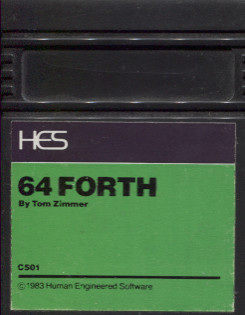 HES
64 FORTH
By Tom Zimmer
C501
© 1983 Human Engineered Software